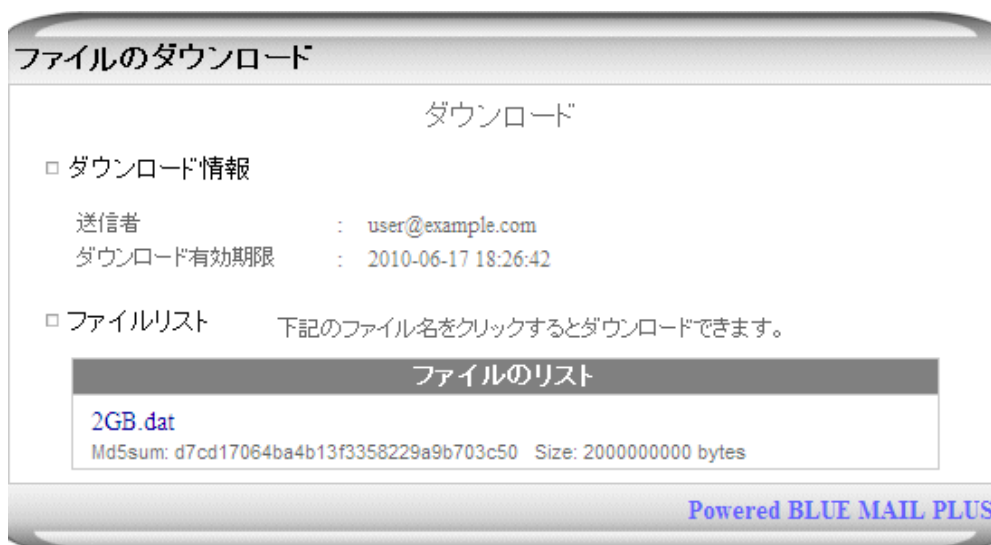 ファイルのダウンロード
ダウンロード
ダウンロード情報
送信者 : user@example.com
ダウンロード有効期限 : 2010-06-17 18:26:42
ファイルリスト 下記のファイル名をクリックするとダウンロードできます。
ファイルのリスト
2GB.dat
Md5sum: d7cd17064ba4b13f3358229a9b703c50 Size: 2000000000 bytes
Powered BLUE MAIL PLUS